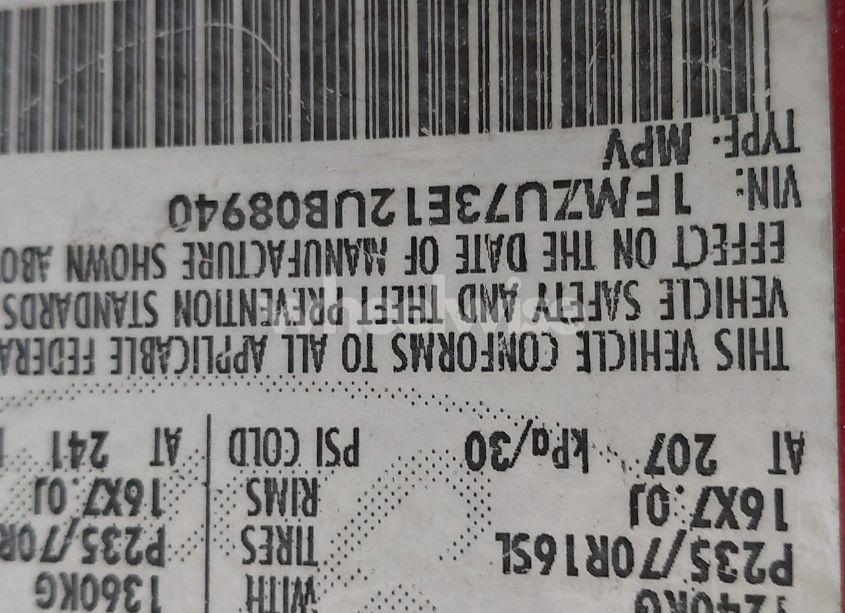 1240KG WITH 1360KG
P235/70R16SL TIRES P235/70R
16X7.0J RIMS 16X7.0J
AT 207 kPa/30 PSI COLD AT 241
THIS VEHICLE CONFORMS TO ALL APPLICABLE FEDERA
VEHICLE SAFETY AND THEFT PREVENTION STANDARDS
EFFECT ON THE DATE OF MANUFACTURE SHOWN ABO
VIN: 1FMZU73E12UB08940
TYPE: MPV